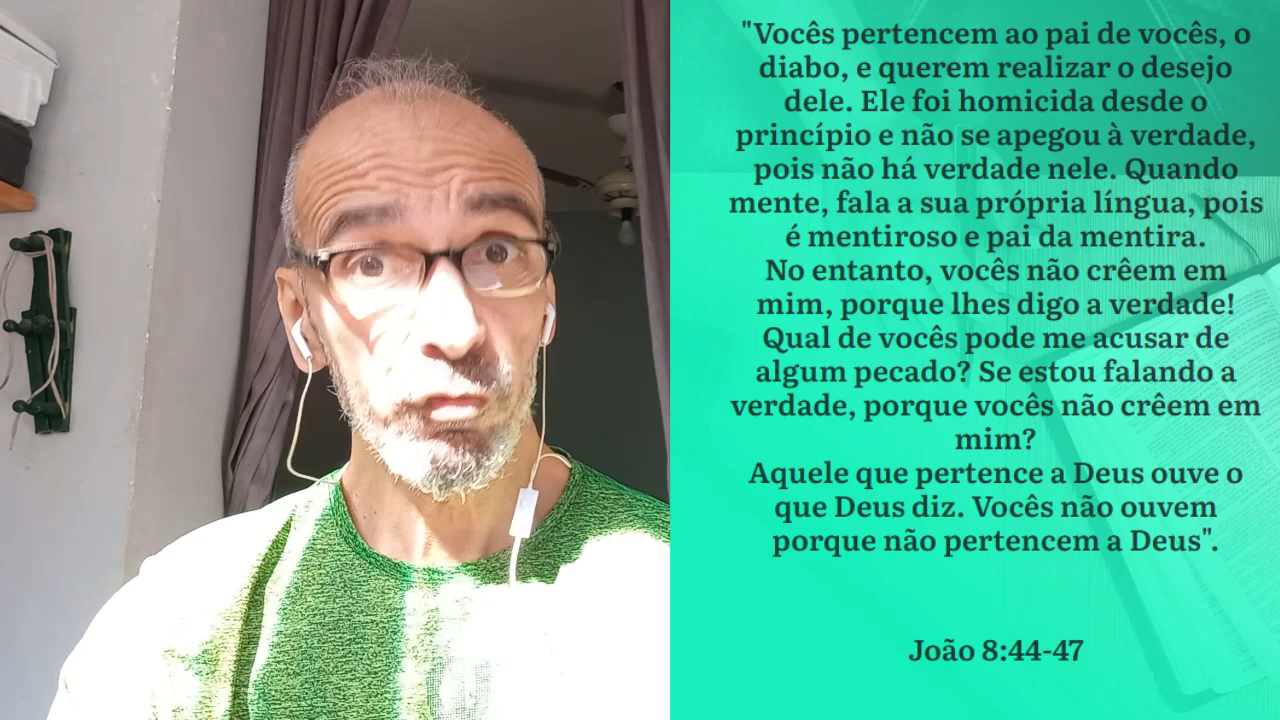 "Vocês pertencem ao pai de vocês, o
diabo, e querem realizar o desejo
dele. Ele foi homicida desde o
princípio e não se apegou à verdade,
pois não há verdade nele. Quando
mente, fala a sua própria língua, pois
é mentiroso e pai da mentira.
No entanto, vocês não crêem em
mim, porque lhes digo a verdade!
Qual de vocês pode me acusar de
algum pecado? Se estou falando a
verdade, porque vocês não crêem em
mim?
Aquele que pertence a Deus ouve o
que Deus diz. Vocês não ouvem
porque não pertencem a Deus".
João 8:44-47